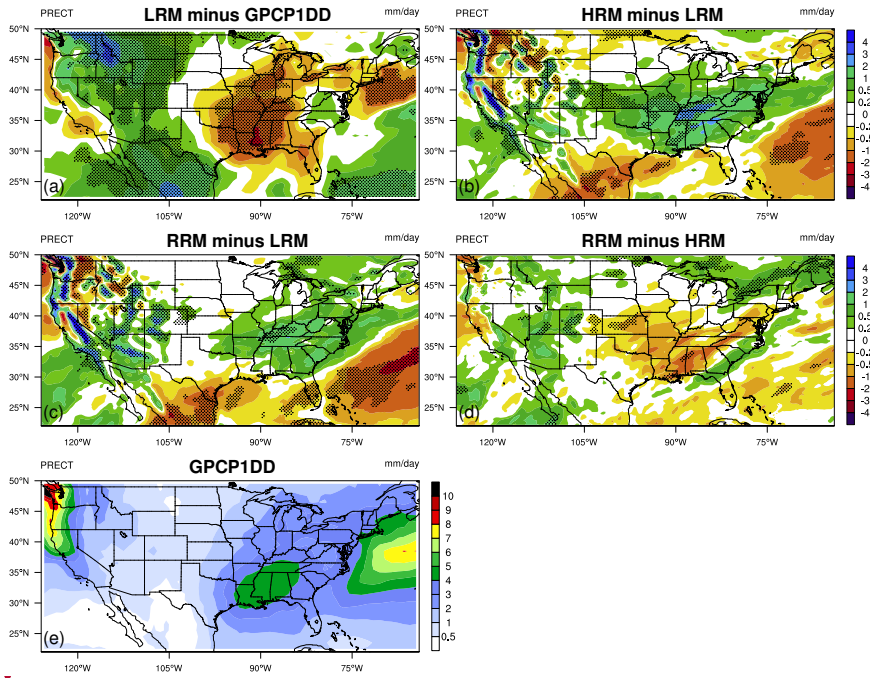 PRECT LRM minus GPCP1DD mm/day
50°N
45°N
40°N
35°N
30°N
25°N
(a)
120°W 105°W 90°W 75°W
PRECT HRM minus LRM mm/day
50°N
45°N
40°N
35°N
30°N
25°N
(b)
120°W 105°W 90°W 75°W
4
3
2
1
0.5
0.2
0
-0.2
-0.5
-1
-2
-3
-4
PRECT RRM minus LRM mm/day
50°N
45°N
40°N
35°N
30°N
25°N
(c)
120°W 105°W 90°W 75°W
PRECT RRM minus HRM mm/day
50°N
45°N
40°N
35°N
30°N
25°N
(d)
120°W 105°W 90°W 75°W
4
3
2
1
0.5
0.2
0
-0.2
-0.5
-1
-2
-3
-4
PRECT GPCP1DD mm/day
50°N
45°N
40°N
35°N
30°N
25°N
(e)
120°W 105°W 90°W 75°W
10
9
8
7
6
5
4
3
2
1
0.5